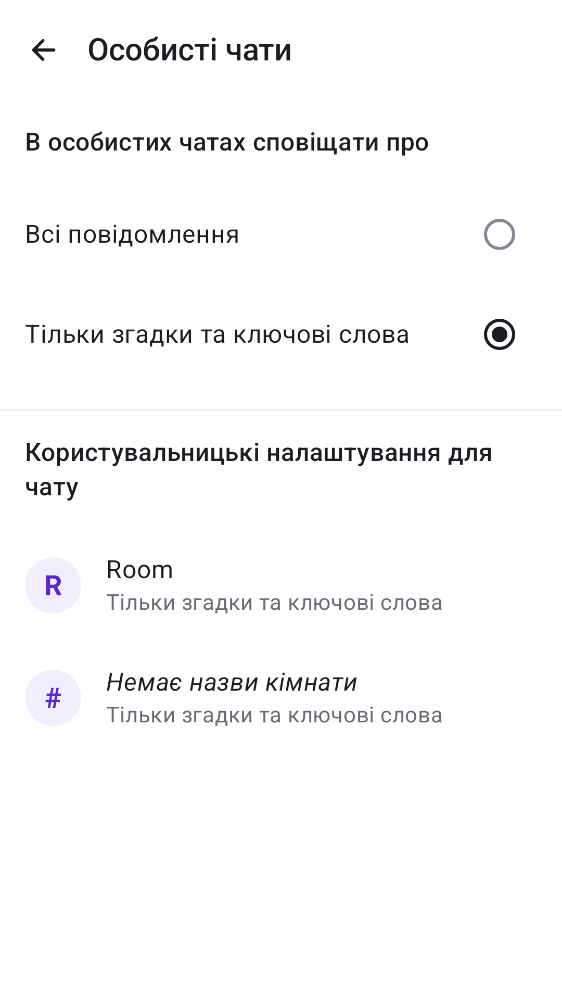 Особисті чати
В особистих чатах сповіщати про
Всі повідомлення
Тільки згадки та ключові слова
Користувальницькі налаштування для
чату
R
Room
Тільки згадки та ключові слова
#
Немає назви кімнати
Тільки згадки та ключові слова